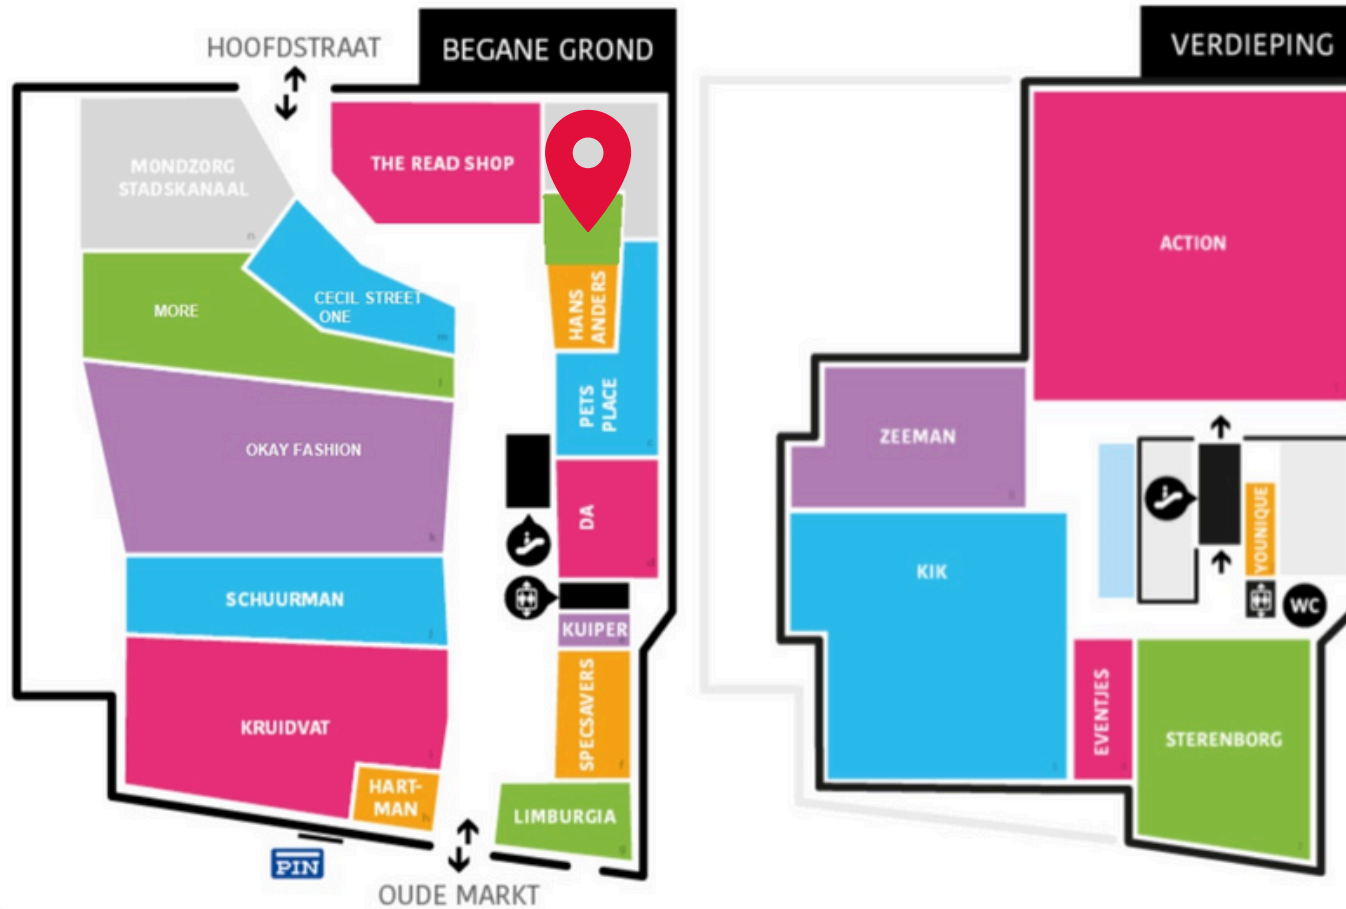 HOOFDSTRAAT
BEGANE GROND
MONDZORG
STADSKANAAL
n
THE READ SHOP
MORE
l
CECIL STREET
ONE
m
HANS
ANDERS
PETS
PLACE
c
OKAY FASHION
k
DA
d
SCHUURMAN
j
KUIPER
KRUIDVAT
i
SPECSAVERS
f
HART-
MAN
h
LIMBURGIA
g
PIN
OUDE MARKT
VERDIEPING
ACTION
ZEEMAN
KIK
YOUNIQUE
WC
EVENTJES
STERENBORG